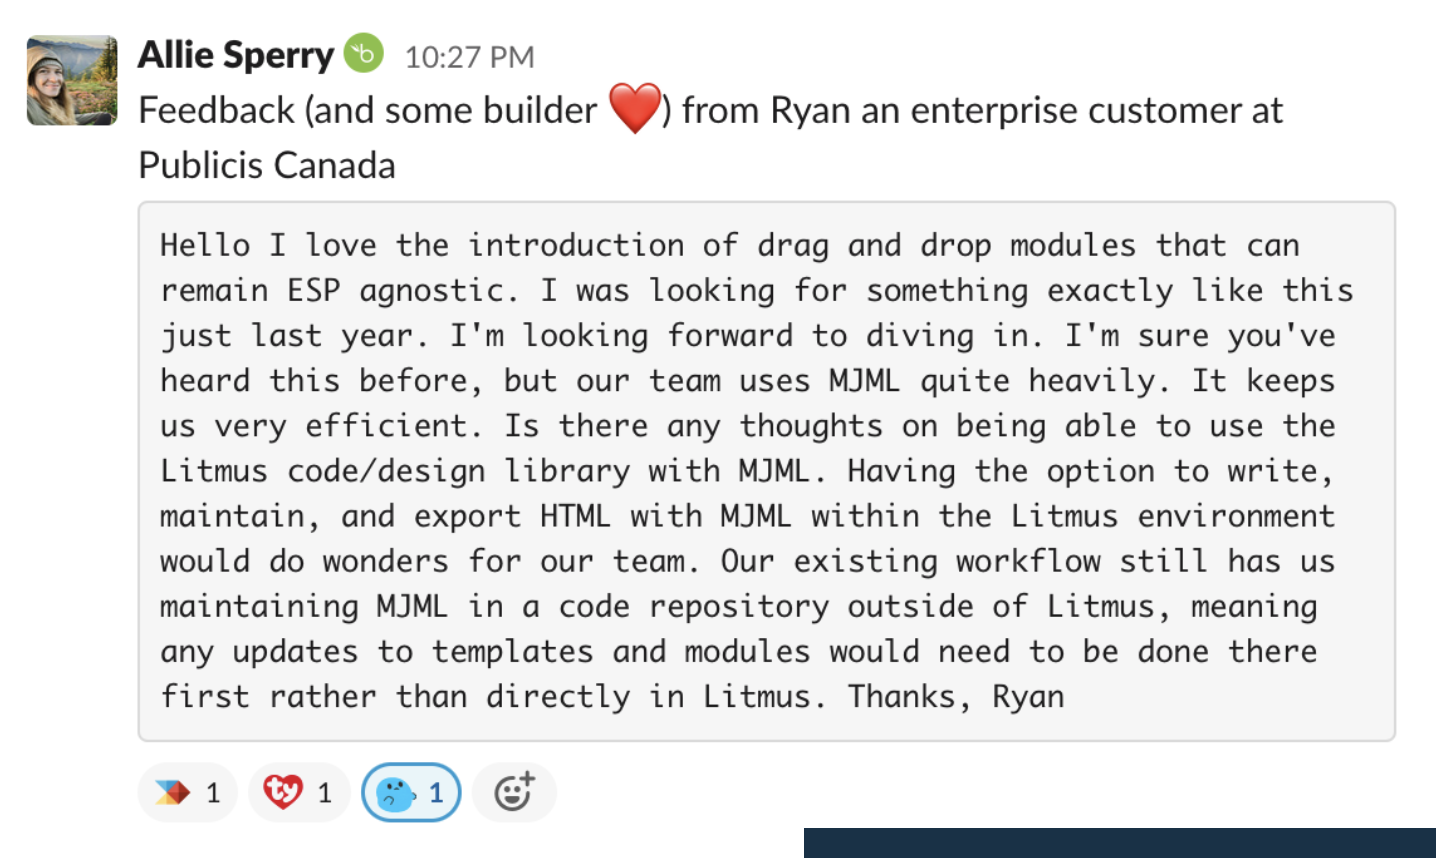 Allie Sperry b 10:27 PM
Feedback (and some builder ❤️) from Ryan an enterprise customer at
Publicis Canada
Hello I love the introduction of drag and drop modules that can
remain ESP agnostic. I was looking for something exactly like this
just last year. I'm looking forward to diving in. I'm sure you've
heard this before, but our team uses MJML quite heavily. It keeps
us very efficient. Is there any thoughts on being able to use the
Litmus code/design library with MJML. Having the option to write,
maintain, and export HTML with MJML within the Litmus environment
would do wonders for our team. Our existing workflow still has us
maintaining MJML in a code repository outside of Litmus, meaning
any updates to templates and modules would need to be done there
first rather than directly in Litmus. Thanks, Ryan
1 ty 1 1